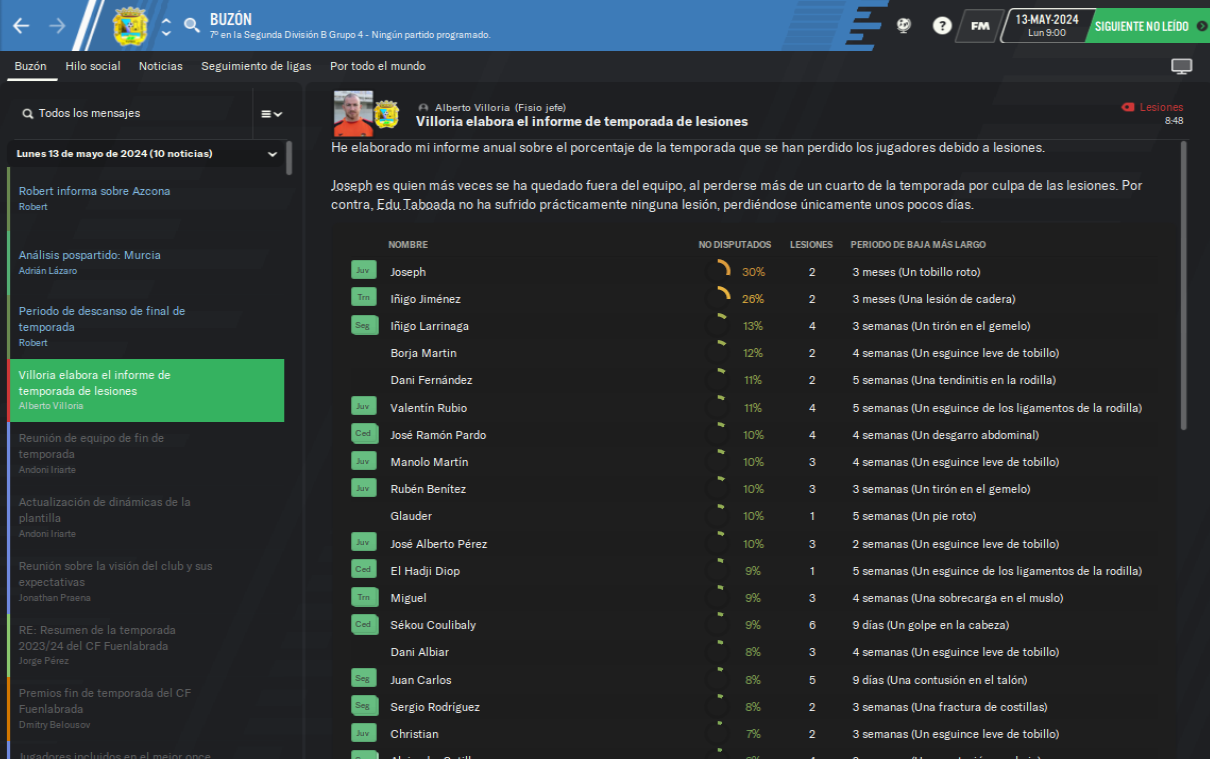 BUZÓN
7º en la Segunda División B Grupo 4 - Ningún partido programado.
?
FM
13-MAY-2024
Lun 9:00
SIGUIENTE NO LEÍDO
Buzón Hilo social Noticias Seguimiento de ligas Por todo el mundo
Todos los mensajes
Lunes 13 de mayo de 2024 (10 noticias)
Robert informa sobre Azcona
Robert
Análisis pospartido: Murcia
Adrián Lázaro
Periodo de descanso de final de
temporada
Robert
Villoria elabora el informe de
temporada de lesiones
Alberto Villoria
Reunión de equipo de fin de
temporada
Andoni Iriarte
Actualización de dinámicas de la
plantilla
Andoni Iriarte
Reunión sobre la visión del club y sus
expectativas
Jonathan Praena
RE: Resumen de la temporada
2023/24 del CF Fuenlabrada
Jorge Pérez
Premios fin de temporada del CF
Fuenlabrada
Dmitry Belousov
Jugadores incluidos en el mejor once
Alberto Villoria (Fisio jefe)
Villoria elabora el informe de temporada de lesiones
Lesiones
8:48
He elaborado mi informe anual sobre el porcentaje de la temporada que se han perdido los jugadores debido a lesiones.
Joseph es quien más veces se ha quedado fuera del equipo, al perderse más de un cuarto de la temporada por culpa de las lesiones. Por
contra, Edu Taboada no ha sufrido prácticamente ninguna lesión, perdiéndose únicamente unos pocos días.
NOMBRE NO DISPUTADOS LESIONES PERIODO DE BAJA MÁS LARGO
Juv Joseph 30% 2 3 meses (Un tobillo roto)
Trn Iñigo Jiménez 26% 2 3 meses (Una lesión de cadera)
Seg Iñigo Larrinaga 13% 4 3 semanas (Un tirón en el gemelo)
Borja Martin 12% 2 4 semanas (Un esguince leve de tobillo)
Dani Fernández 11% 2 5 semanas (Una tendinitis en la rodilla)
Juv Valentín Rubio 11% 4 5 semanas (Un esguince de los ligamentos de la rodilla)
Ced José Ramón Pardo 10% 4 4 semanas (Un desgarro abdominal)
Juv Manolo Martín 10% 3 4 semanas (Un esguince leve de tobillo)
Juv Rubén Benítez 10% 3 3 semanas (Un tirón en el gemelo)
Glauder 10% 1 5 semanas (Un pie roto)
Juv José Alberto Pérez 10% 3 2 semanas (Un esguince leve de tobillo)
Ced El Hadji Diop 9% 1 5 semanas (Un esguince de los ligamentos de la rodilla)
Trn Miguel 9% 3 4 semanas (Una sobrecarga en el muslo)
Ced Sékou Coulibaly 9% 6 9 días (Un golpe en la cabeza)
Dani Albiar 8% 3 4 semanas (Un esguince leve de tobillo)
Seg Juan Carlos 8% 5 9 días (Una contusión en el talón)
Seg Sergio Rodríguez 8% 2 3 semanas (Una fractura de costillas)
Juv Christian 7% 2 3 semanas (Un esguince leve de tobillo)